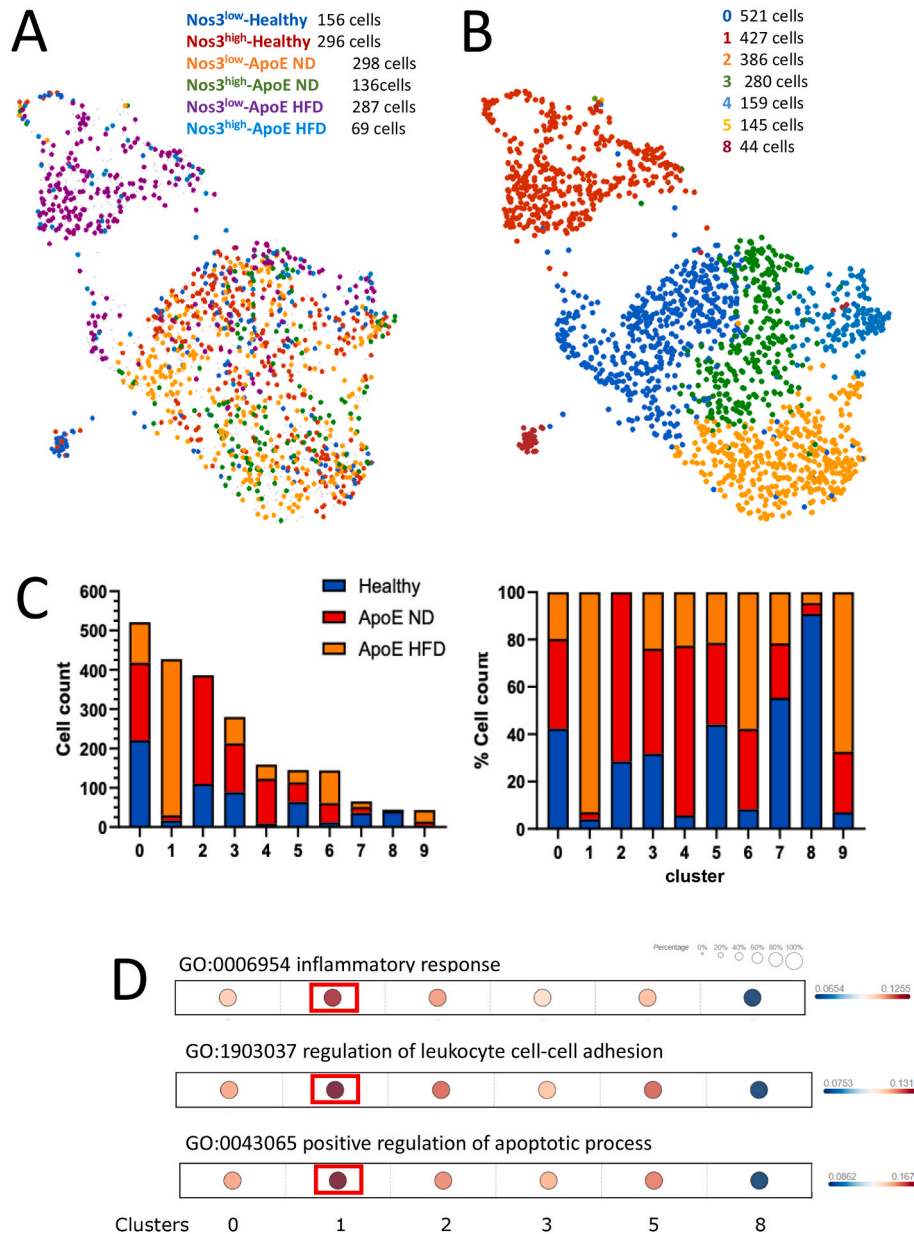 A
Nos3low-Healthy 156 cells
Nos3high-Healthy 296 cells
Nos3low-ApoE ND 298 cells
Nos3high-ApoE ND 136cells
Nos3low-ApoE HFD 287 cells
Nos3high-ApoE HFD 69 cells
B
0 521 cells
1 427 cells
2 386 cells
3 280 cells
4 159 cells
5 145 cells
8 44 cells
C
Healthy
ApoE ND
ApoE HFD
Cell count
600
500
400
300
200
100
0
0 1 2 3 4 5 6 7 8 9
% Cell count
100
80
60
40
20
0
0 1 2 3 4 5 6 7 8 9
cluster
D
Percentage 0% 20% 40% 60% 80% 100%
GO:0006954 inflammatory response
0.0654 0.1255
GO:1903037 regulation of leukocyte cell-cell adhesion
0.0753 0.131
GO:0043065 positive regulation of apoptotic process
0.0862 0.167
Clusters 0 1 2 3 5 8